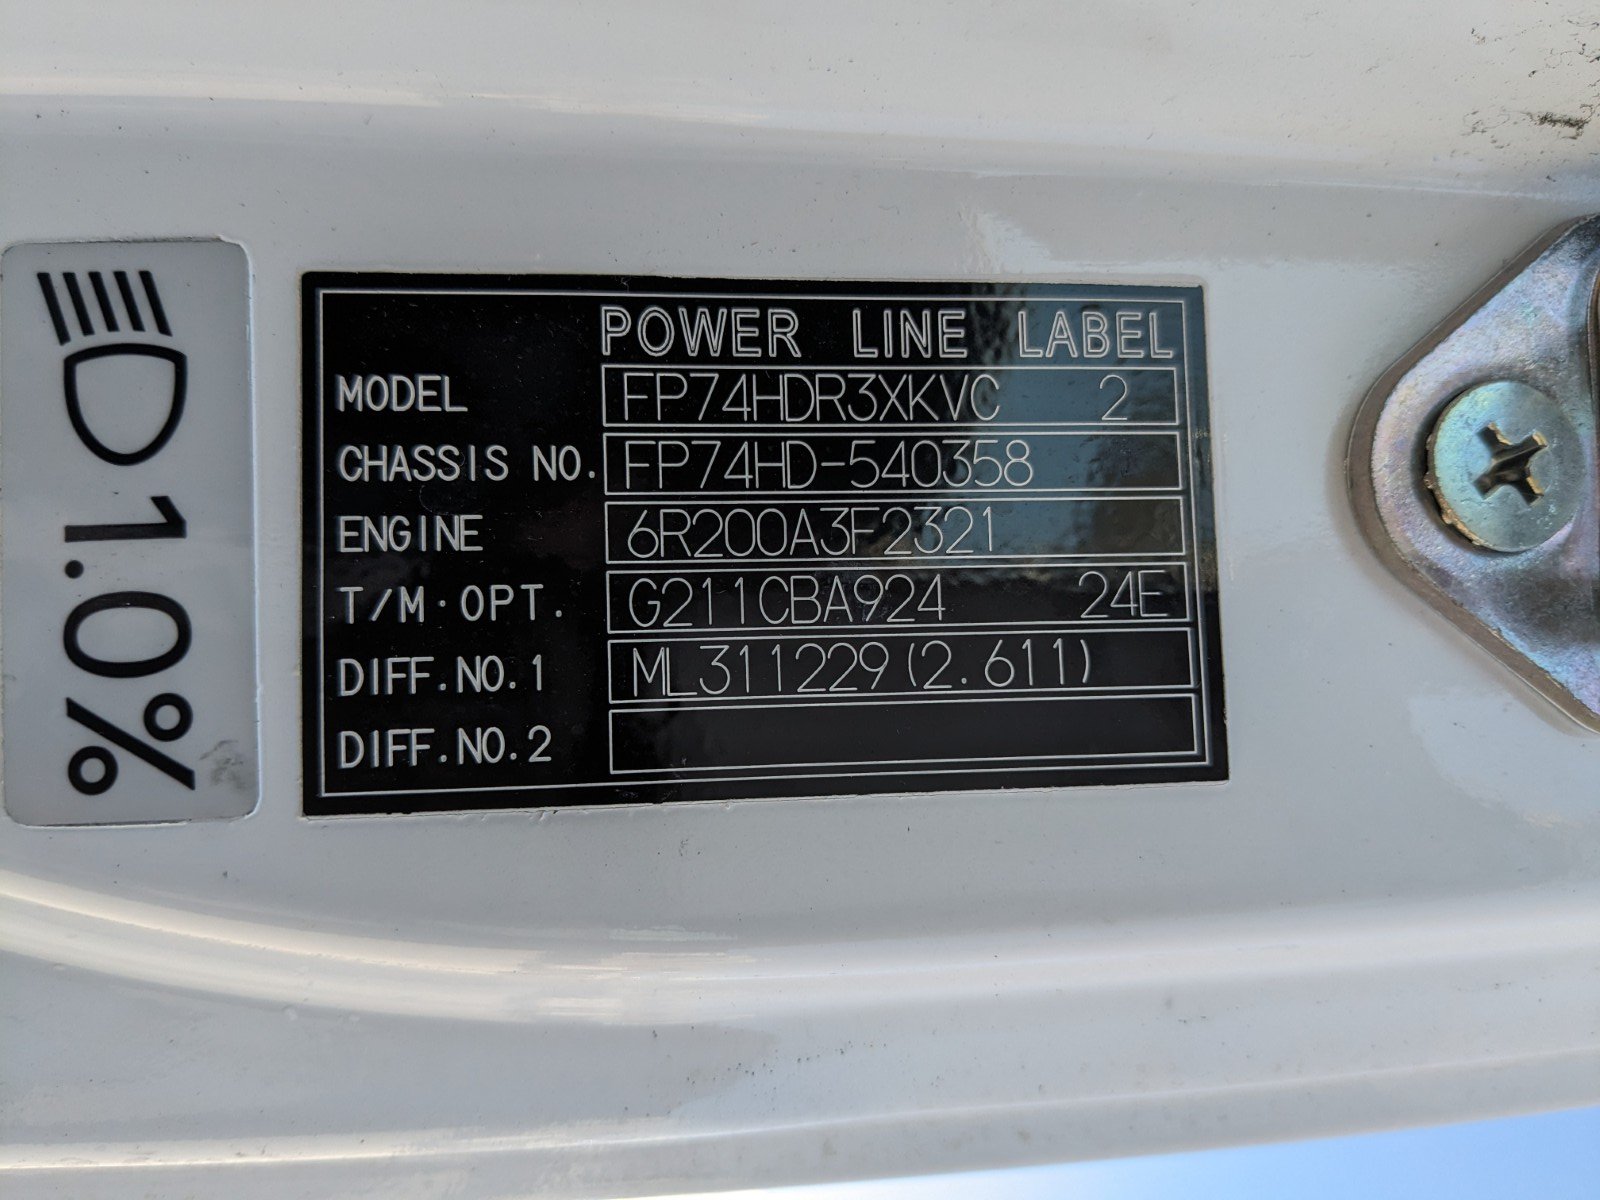 1.0%
POWER LINE LABEL
MODEL FP74HDR3XKVC 2
CHASSIS NO. FP74HD-540358
ENGINE 6R200A3F2321
T/M·OPT. G211CBA924 24E
DIFF.NO.1 ML311229(2.611)
DIFF.NO.2